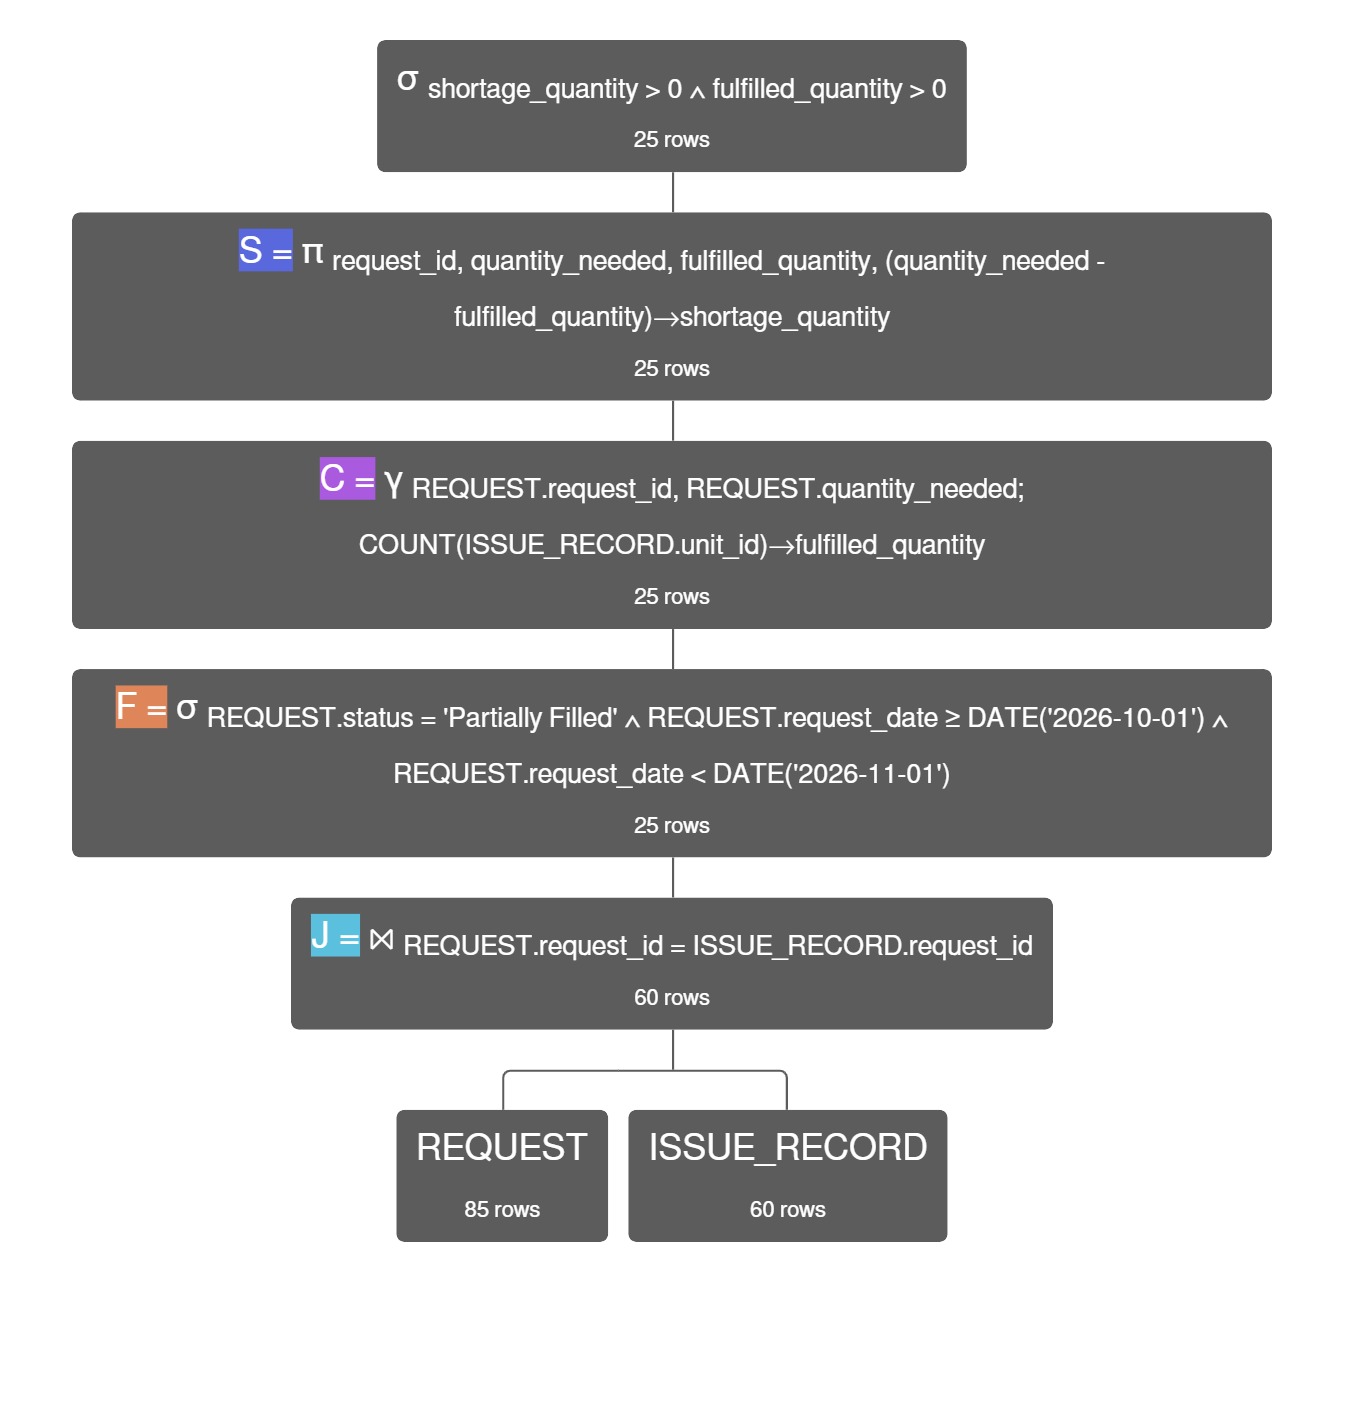 σ shortage_quantity > 0 ∧ fulfilled_quantity > 0
25 rows
S = π request_id, quantity_needed, fulfilled_quantity, (quantity_needed -
fulfilled_quantity)→shortage_quantity
25 rows
C = γ REQUEST.request_id, REQUEST.quantity_needed;
COUNT(ISSUE_RECORD.unit_id)→fulfilled_quantity
25 rows
F = σ REQUEST.status = 'Partially Filled' ∧ REQUEST.request_date ≥ DATE('2026-10-01') ∧
REQUEST.request_date < DATE('2026-11-01')
25 rows
J = ⋈ REQUEST.request_id = ISSUE_RECORD.request_id
60 rows
REQUEST
85 rows
ISSUE_RECORD
60 rows